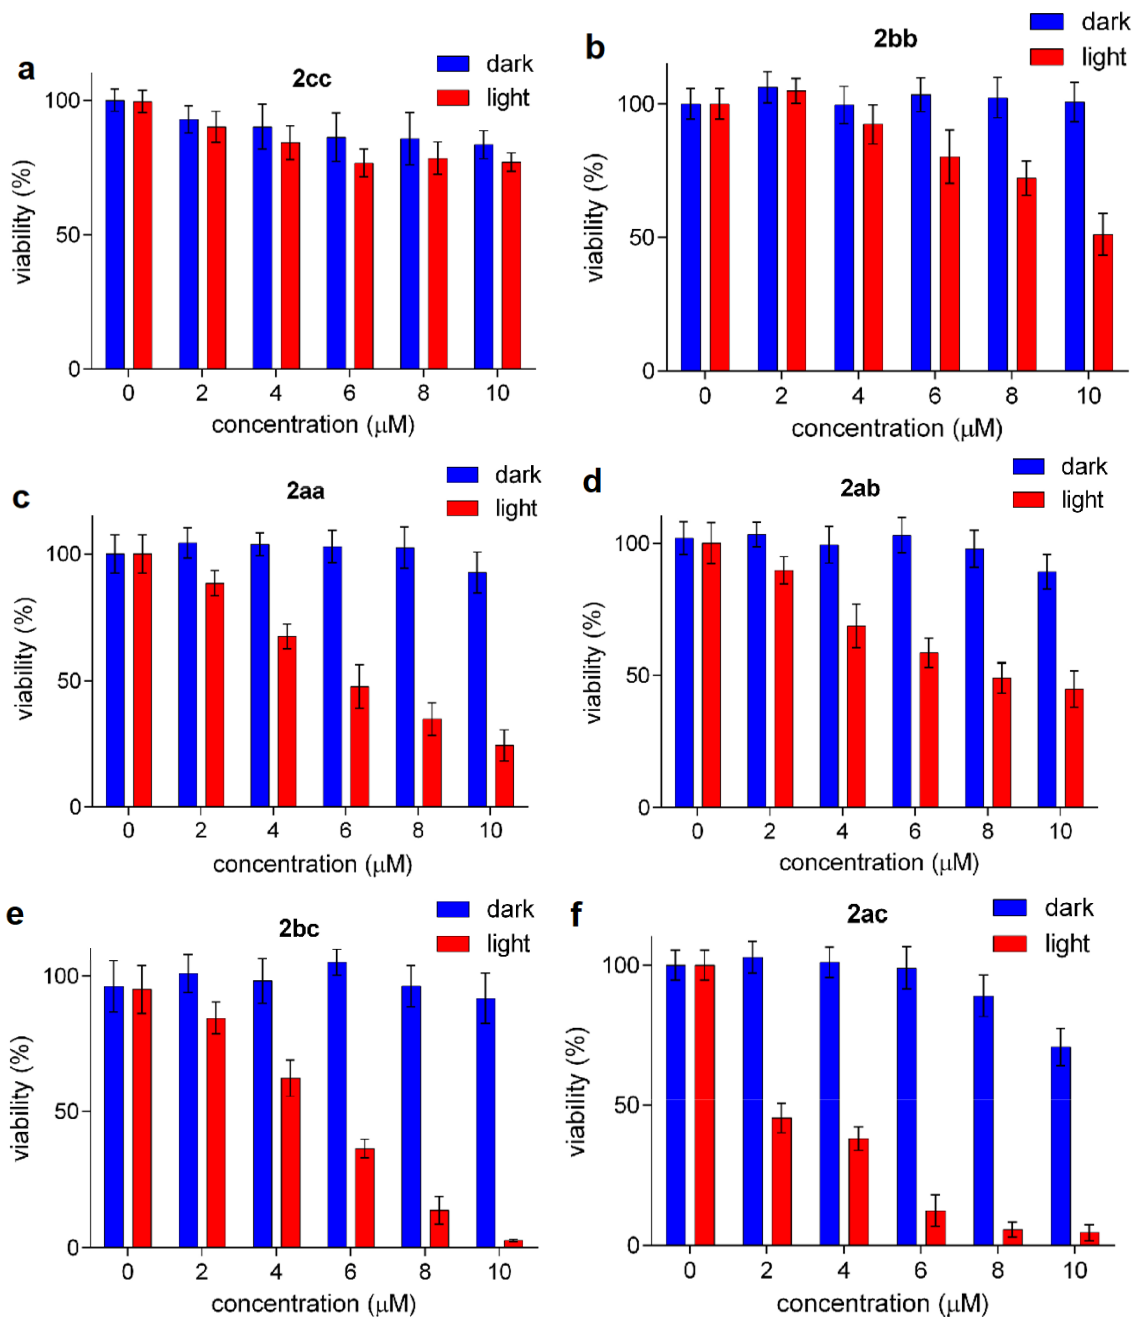 a
2cc
dark
light
viability (%)
100
50
0
0 2 4 6 8 10
concentration (μM)
b
2bb
dark
light
viability (%)
100
50
0
0 2 4 6 8 10
concentration (μM)
c
2aa
dark
light
viability (%)
100
50
0
0 2 4 6 8 10
concentration (μM)
d
2ab
dark
light
viability (%)
100
50
0
0 2 4 6 8 10
concentration (μM)
e
2bc
dark
light
viability (%)
100
50
0
0 2 4 6 8 10
concentration (μM)
f
2ac
dark
light
viability (%)
100
50
0
0 2 4 6 8 10
concentration (μM)